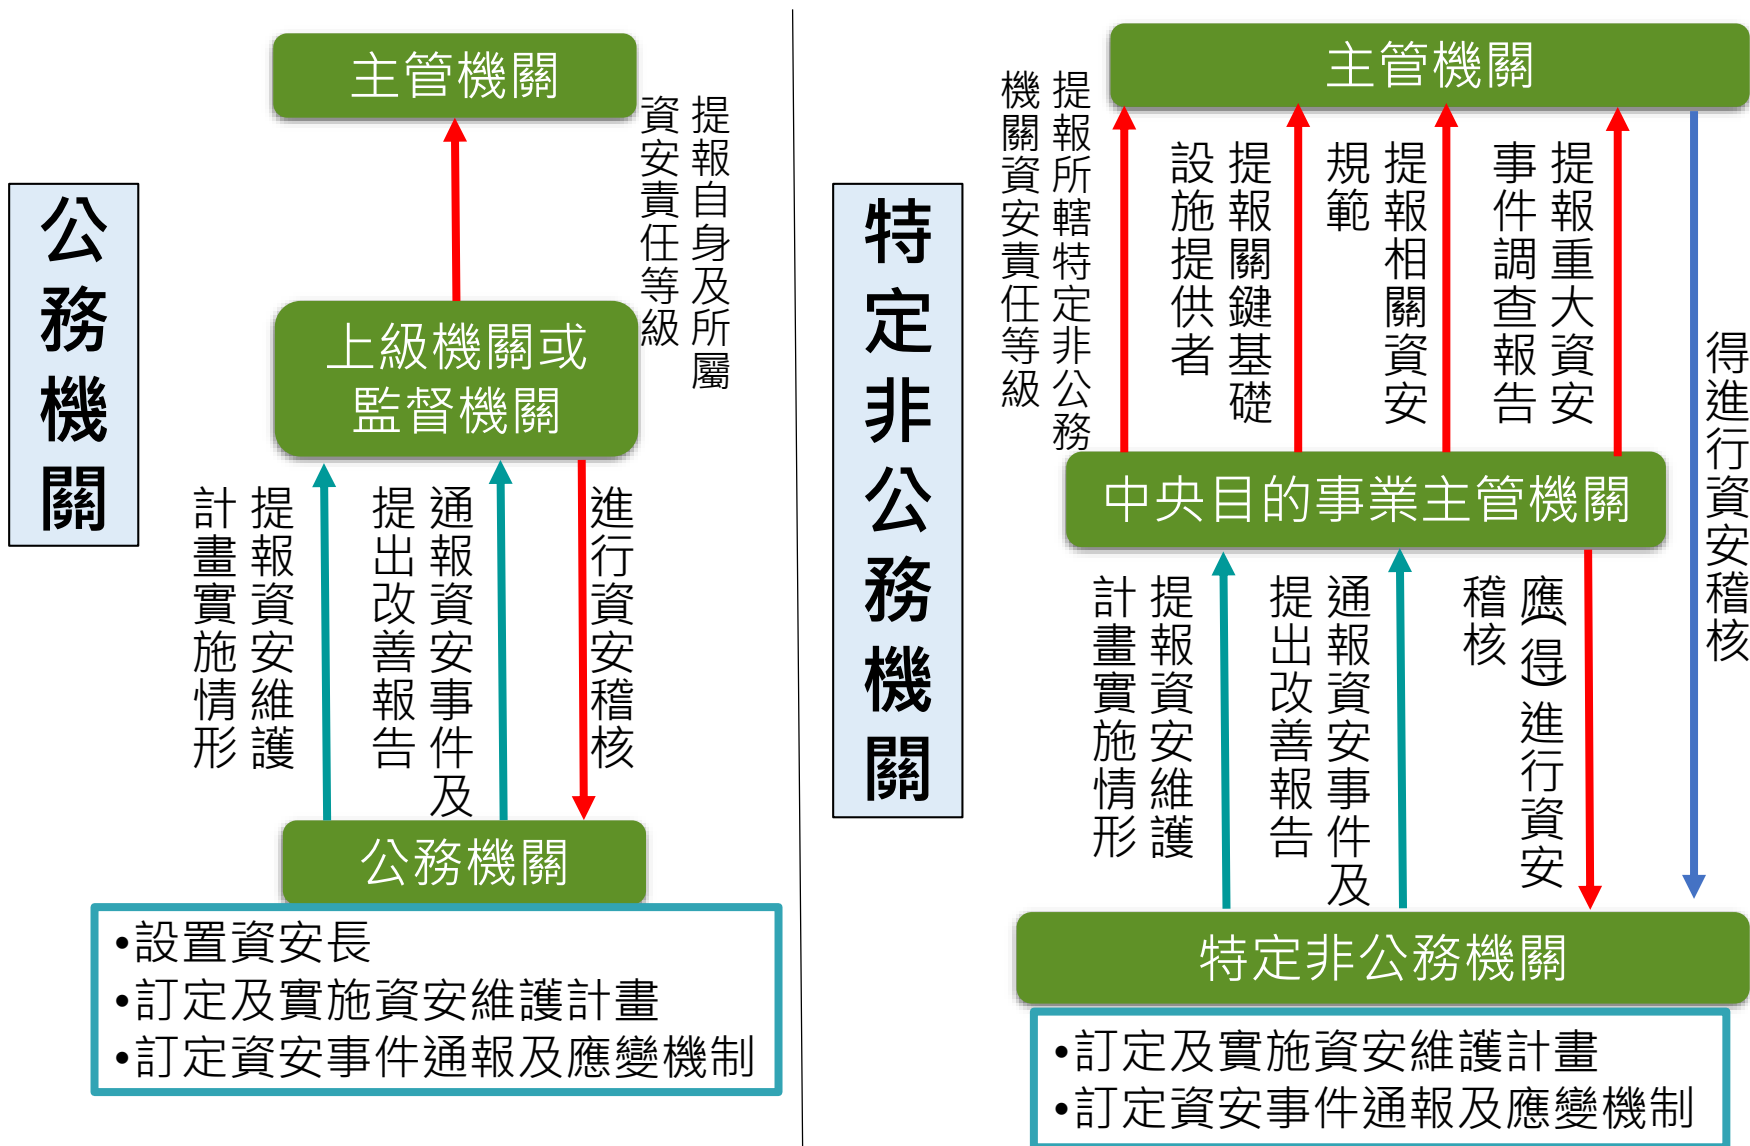 公務機關
主管機關
提報自身及所屬
資安責任等級
上級機關或
監督機關
提報資安維護
計畫實施情形
通報資安事件及
提出改善報告
進行資安稽核
公務機關
•設置資安長
•訂定及實施資安維護計畫
•訂定資安事件通報及應變機制
特定非公務機關
主管機關
提報所轄特定非公務
機關資安責任等級
提報關鍵基礎
設施提供者
提報相關資安
規範
提報重大資安
事件調查報告
得進行資安稽核
中央目的事業主管機關
提報資安維護
計畫實施情形
通報資安事件及
提出改善報告
應(得)進行資安
稽核
特定非公務機關
•訂定及實施資安維護計畫
•訂定資安事件通報及應變機制